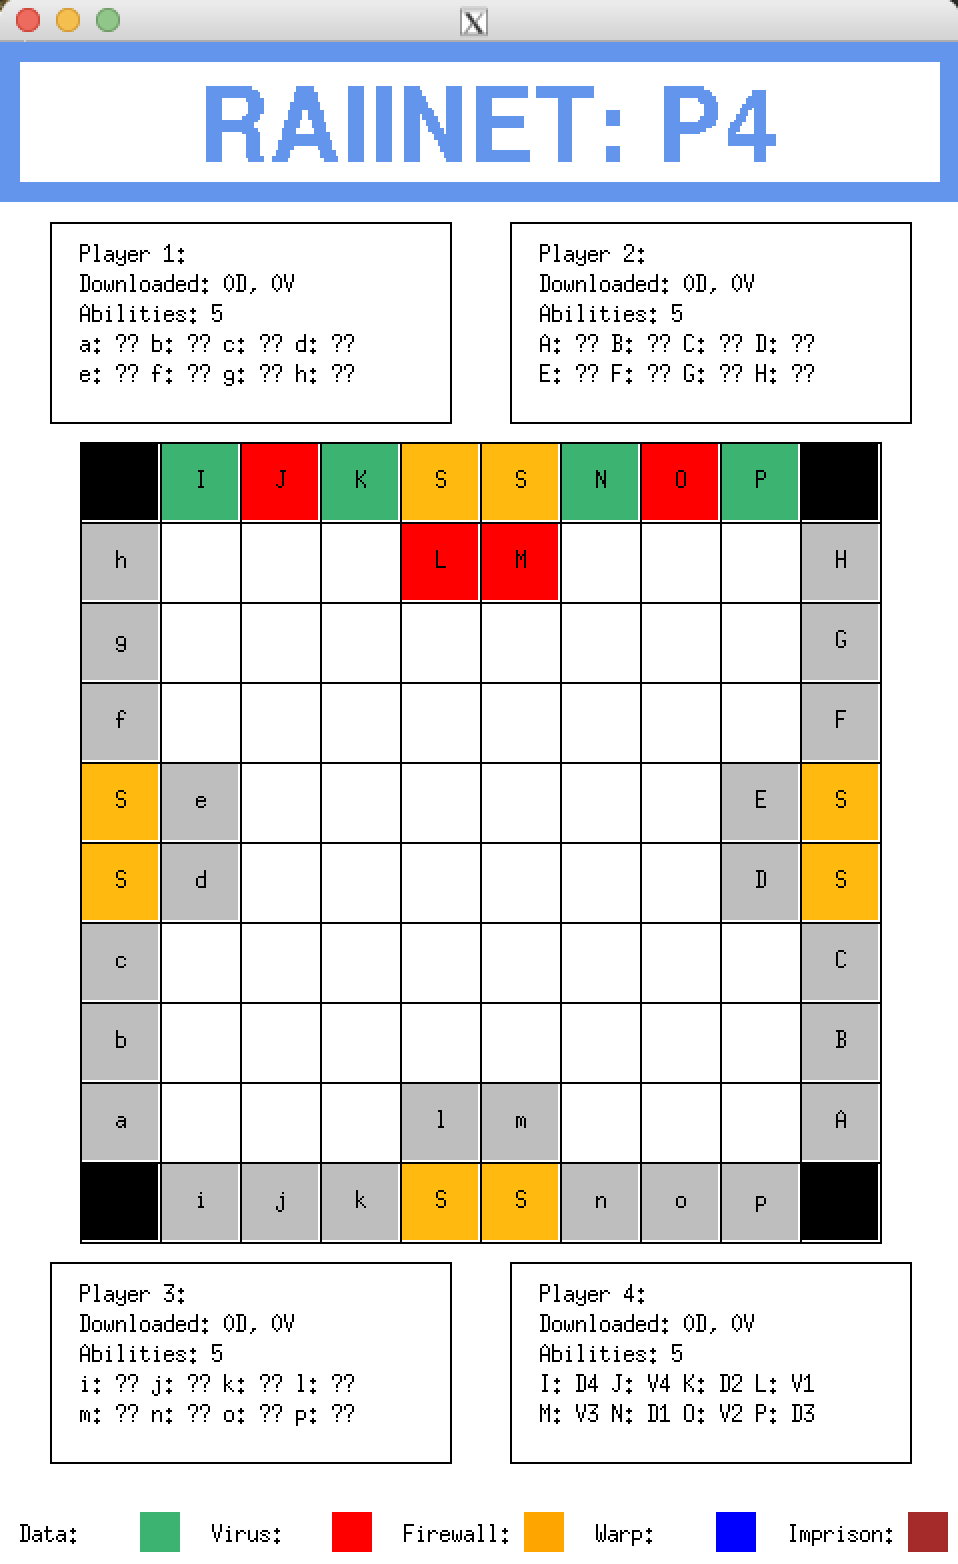 X
RAIINET: P4
Player 1:
Downloaded: 0D, 0V
Abilities: 5
a: ?? b: ?? c: ?? d: ??
e: ?? f: ?? g: ?? h: ??
Player 2:
Downloaded: 0D, 0V
Abilities: 5
A: ?? B: ?? C: ?? D: ??
E: ?? F: ?? G: ?? H: ??
I J K S S N O P
h L M H
g G
f F
S e E S
S d D S
c C
b B
a l m A
i j k S S n o p
Player 3:
Downloaded: 0D, 0V
Abilities: 5
i: ?? j: ?? k: ?? l: ??
m: ?? n: ?? o: ?? p: ??
Player 4:
Downloaded: 0D, 0V
Abilities: 5
I: D4 J: V4 K: D2 L: V1
M: V3 N: D1 O: V2 P: D3
Data: Virus: Firewall: Warp: Imprison: